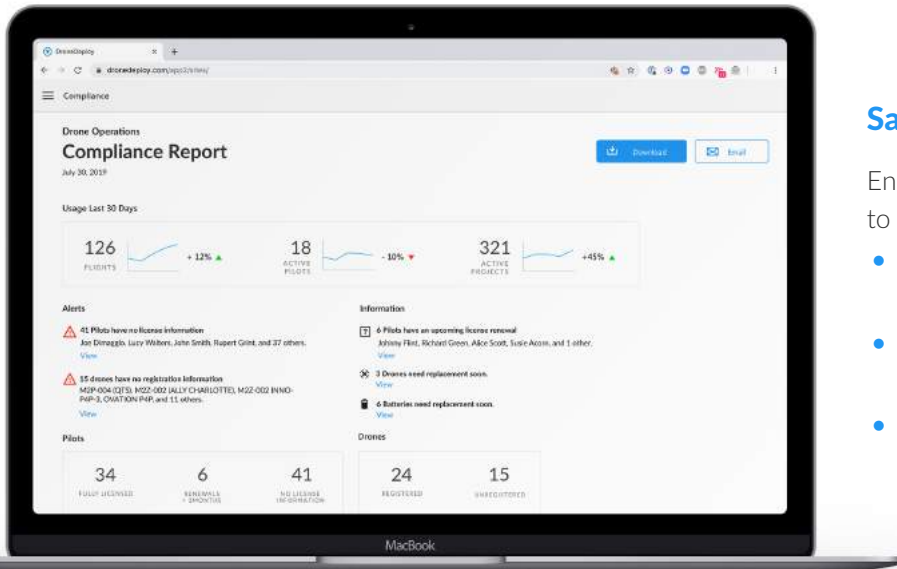 DroneDeploy
dronedeploy.com/app2/sites/
Compliance
Drone Operations
Compliance Report
July 30, 2019
Download
Email
Usage Last 30 Days
126
FLIGHTS
+ 12%
18
ACTIVE
PILOTS
- 10%
321
ACTIVE
PROJECTS
+45%
Alerts
41 Pilots have no license information
Jon Dimaggio, Lucy Walters, John Smith, Rupert Grint, and 37 others.
View
15 drones have no registration information
M2P-004 (QTS), M2Z-002 (ALLY CHARLOTTE), M2Z-002 INNO-
P4P-3, OVATION P4P, and 11 others.
View
Information
6 Pilots have an upcoming license renewal
Johnny Flint, Richard Green, Alice Scott, Susie Acorn, and 1 other.
View
3 Drones need replacement soon.
View
6 Batteries need replacement soon.
View
Pilots
34
FULLY LICENSED
6
RENEWALS
41
NO LICENSE
INFORMATION
Drones
24
REGISTERED
15
UNREGISTERED
MacBook
Sa
En
to